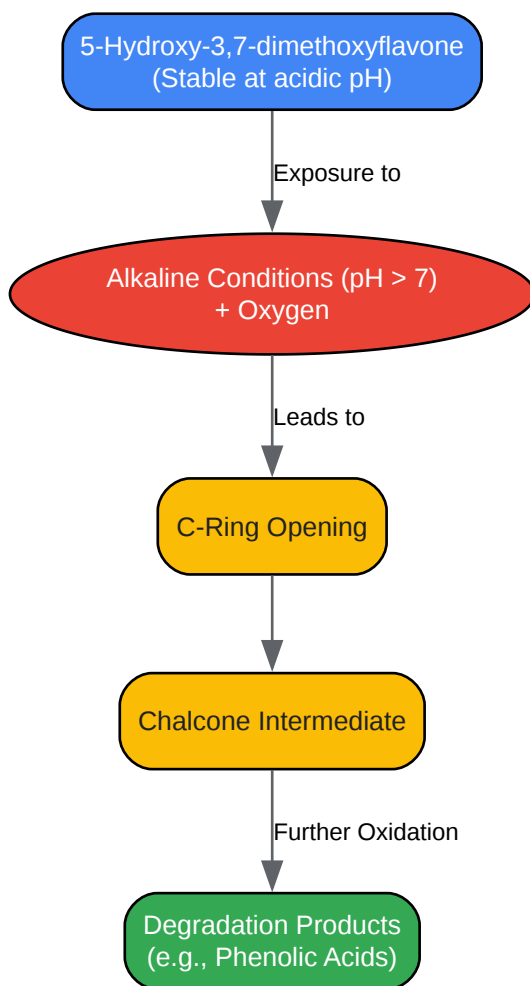 5-Hydroxy-3,7-dimethoxyflavone
(Stable at acidic pH)
Exposure to
Alkaline Conditions (pH > 7)
+ Oxygen
Leads to
C-Ring Opening
Chalcone Intermediate
Further Oxidation
Degradation Products
(e.g., Phenolic Acids)